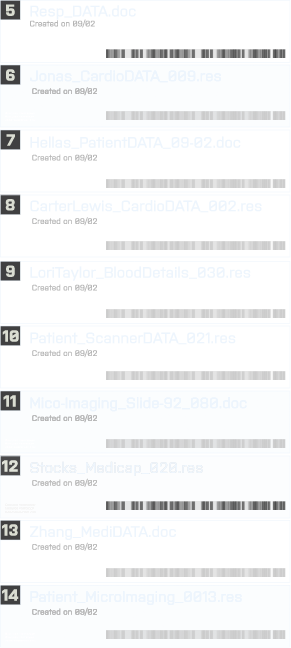 5 Resp_DATA.doc
Created on 09/02
6 Jonas_CardioDATA_009.res
Created on 09/02
7 Helias_PatientDATA_09-02.doc
Created on 09/02
8 CarterLewis_CardioDATA_002.res
Created on 09/02
9 LoriTaylor_BloodDetails_030.res
Created on 09/02
10 Patient_ScannerDATA_021.res
Created on 09/02
11 Mico-Imaging_Slide-92_080.doc
Created on 09/02
12 Stocks_Medicap_020.res
Created on 09/02
13 Zhang_MediDATA.doc
Created on 09/02
14 Patient_MicroImaging_0013.res
Created on 09/02